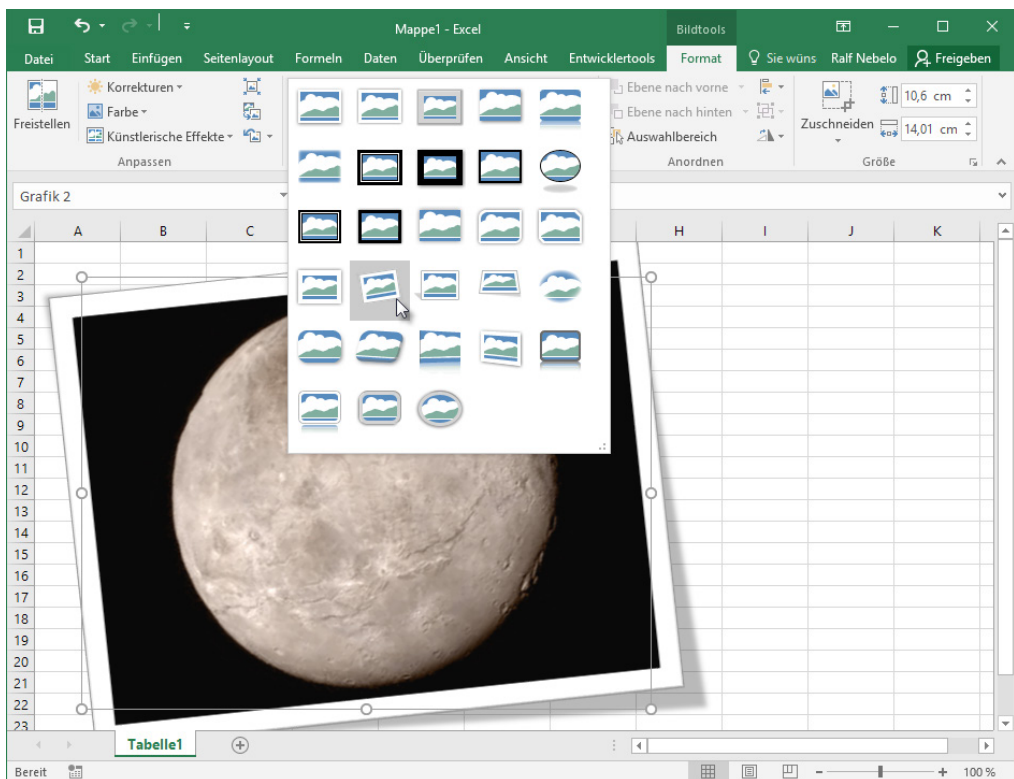 Mappe1 - Excel
Bildtools
Datei Start Einfügen Seitenlayout Formeln Daten Überprüfen Ansicht Entwicklertools Format Sie wüns Ralf Nebelo Freigeben
Freistellen
Korrekturen
Farbe
Künstlerische Effekte
Anpassen
Ebene nach vorne
Ebene nach hinten
Auswahlbereich
Anordnen
Zuschneiden
10,6 cm
14,01 cm
Größe
Grafik 2
A B C H I J K
1
2
3
4
5
6
7
8
9
10
11
12
13
14
15
16
17
18
19
20
21
22
23
Tabelle1
Bereit
100 %